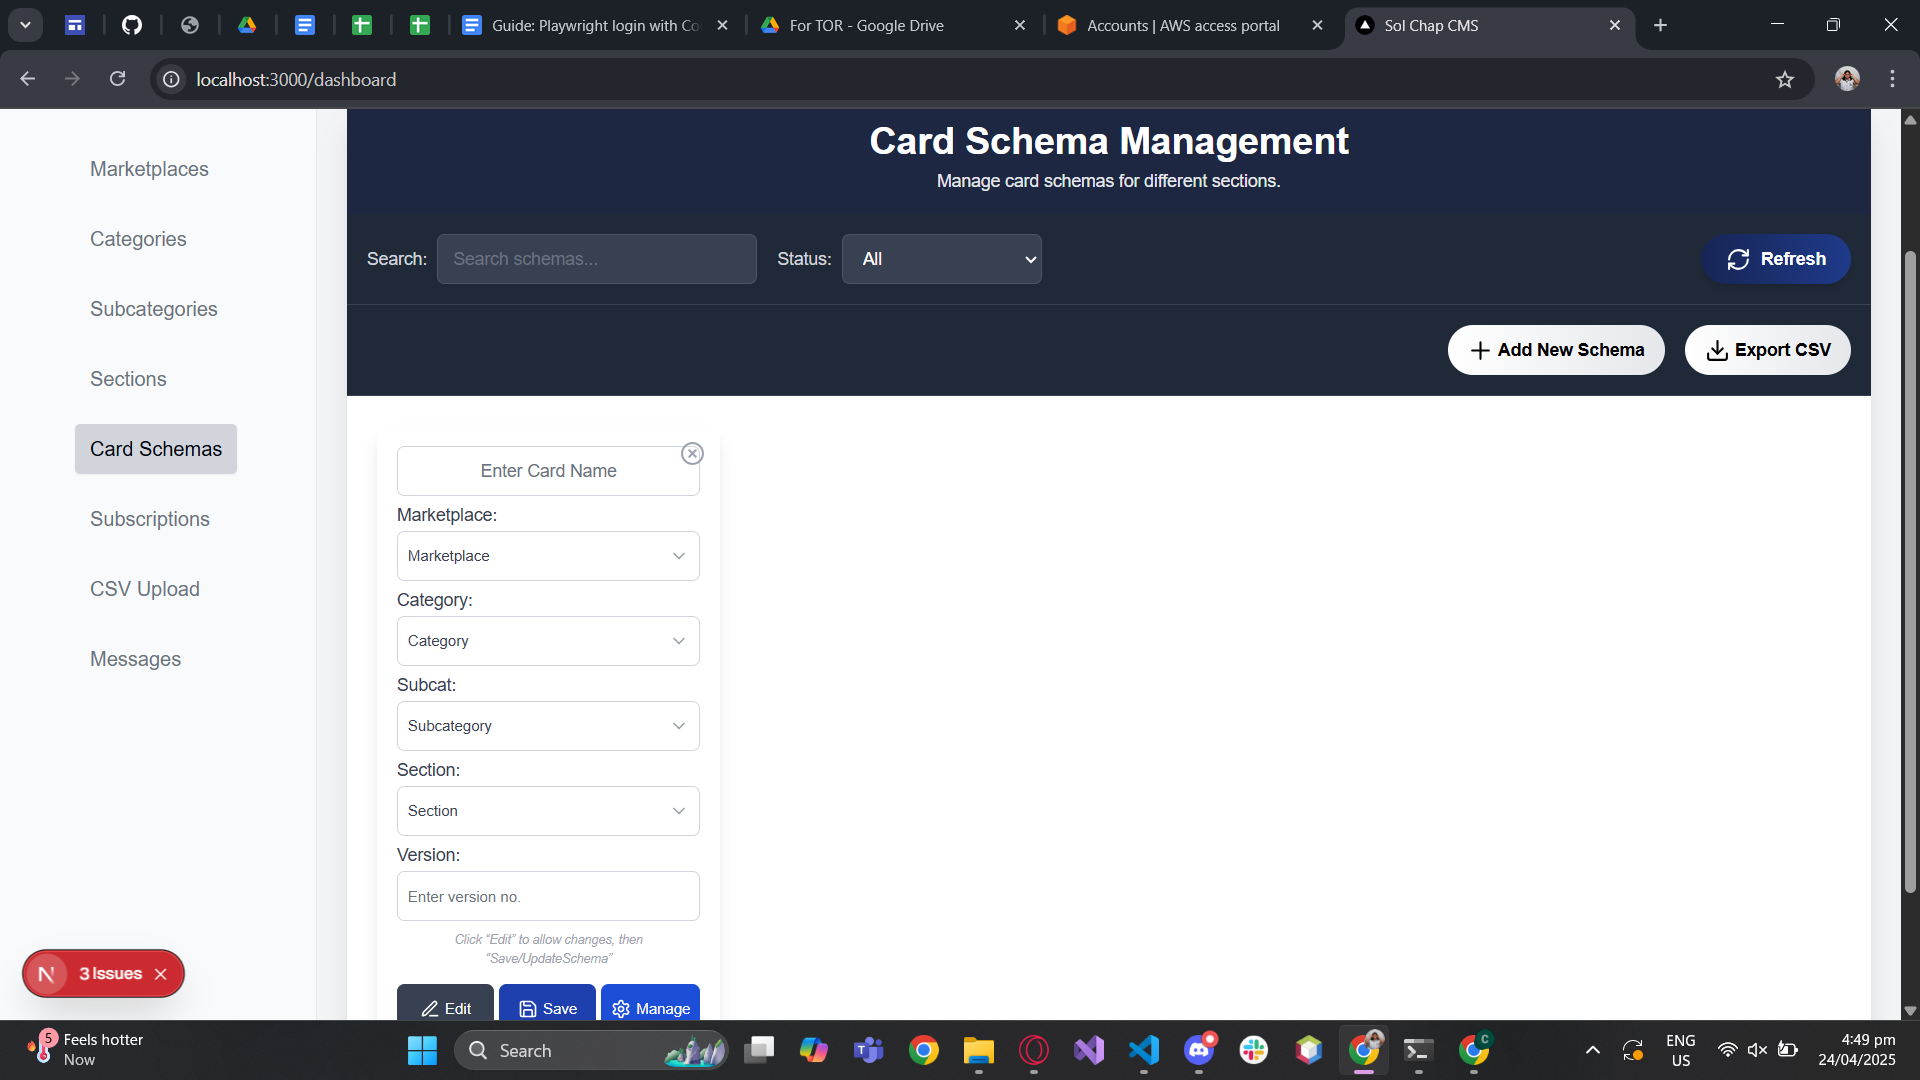 Guide: Playwright login with Co
For TOR - Google Drive
Accounts | AWS access portal
Sol Chap CMS
localhost:3000/dashboard
Marketplaces
Categories
Subcategories
Sections
Card Schemas
Subscriptions
CSV Upload
Messages
Card Schema Management
Manage card schemas for different sections.
Search:
Search schemas...
Status:
All
Refresh
Add New Schema
Export CSV
Enter Card Name
Marketplace:
Marketplace
Category:
Category
Subcat:
Subcategory
Section:
Section
Version:
Enter version no.
Click “Edit” to allow changes, then
“Save/UpdateSchema”
Edit
Save
Manage
N
3 Issues
5
Feels hotter
Now
Search
C
ENG
US
4:49 pm
24/04/2025